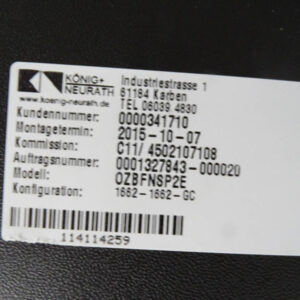 KÖNIG+
NEURATH
www.koenig-neurath.de
Industriestrasse 1
61184 Karben
TEL 06039 4830
Kundennummer: 0000341710
Montagetermin: 2015-10-07
Kommission: C11/ 4502107108
Auftragsnummer: 0001327843-000020
Modell: OZBFNSP2E
Konfiguration: 1662-1662-GC
114114259